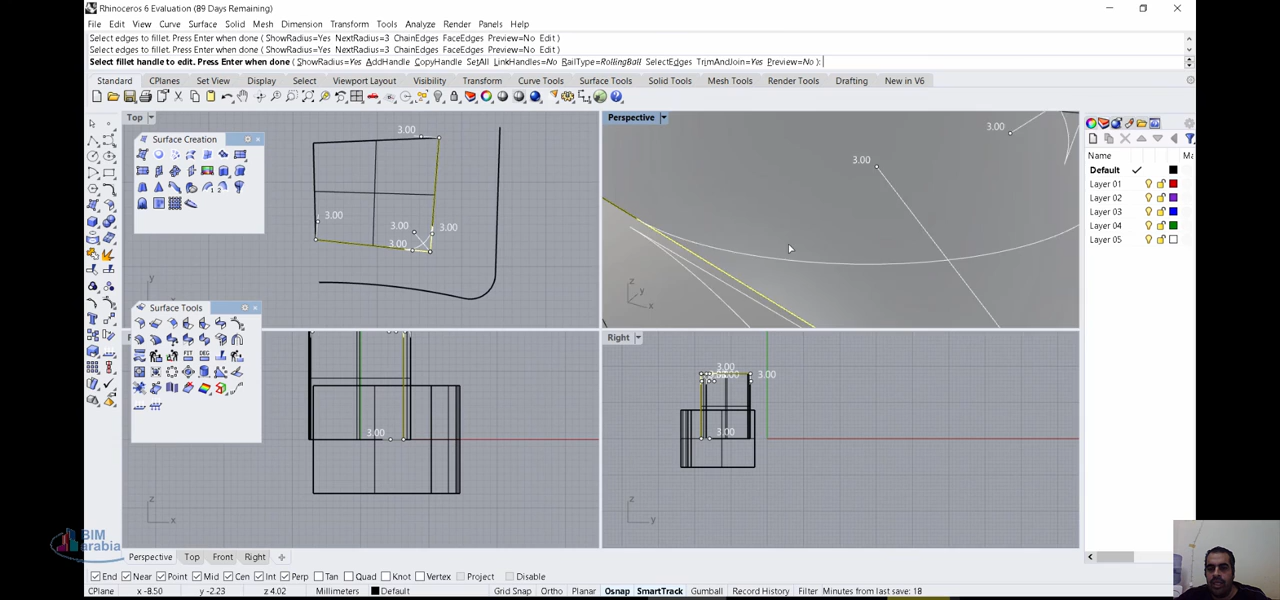 Rhinoceros 6 Evaluation (89 Days Remaining)
File Edit View Curve Surface Solid Mesh Dimension Transform Tools Analyze Render Panels Help
Select edges to fillet. Press Enter when done ( ShowRadius=Yes NextRadius=3 ChainEdges FaceEdges Preview=No Edit )
Select edges to fillet. Press Enter when done ( ShowRadius=Yes NextRadius=3 ChainEdges FaceEdges Preview=No Edit )
Select fillet handle to edit. Press Enter when done ( ShowRadius=Yes AddHandle CopyHandle SetAll LinkHandles=No RailType=RollingBall SelectEdges TrimAndJoin=Yes Preview=No ):
Standard CPlanes Set View Display Select Viewport Layout Visibility Transform Curve Tools Surface Tools Solid Tools Mesh Tools Render Tools Drafting New in V6
Top
3.00
3.00
3.00
3.00
3.00
y
x
Surface Creation
Surface Tools
FIT DEG
Perspective
3.00
3.00
z
y
x
3.00
z
x
Right
3.00
3.00
3.00
z
y
Name
Default
Layer 01
Layer 02
Layer 03
Layer 04
Layer 05
BIM
arabia
Perspective Top Front Right
End Near Point Mid Cen Int Perp Tan Quad Knot Vertex Project Disable
CPlane x -8.50 y -2.23 z 4.02 Millimeters Default Grid Snap Ortho Planar Osnap SmartTrack Gumball Record History Filter Minutes from last save: 18